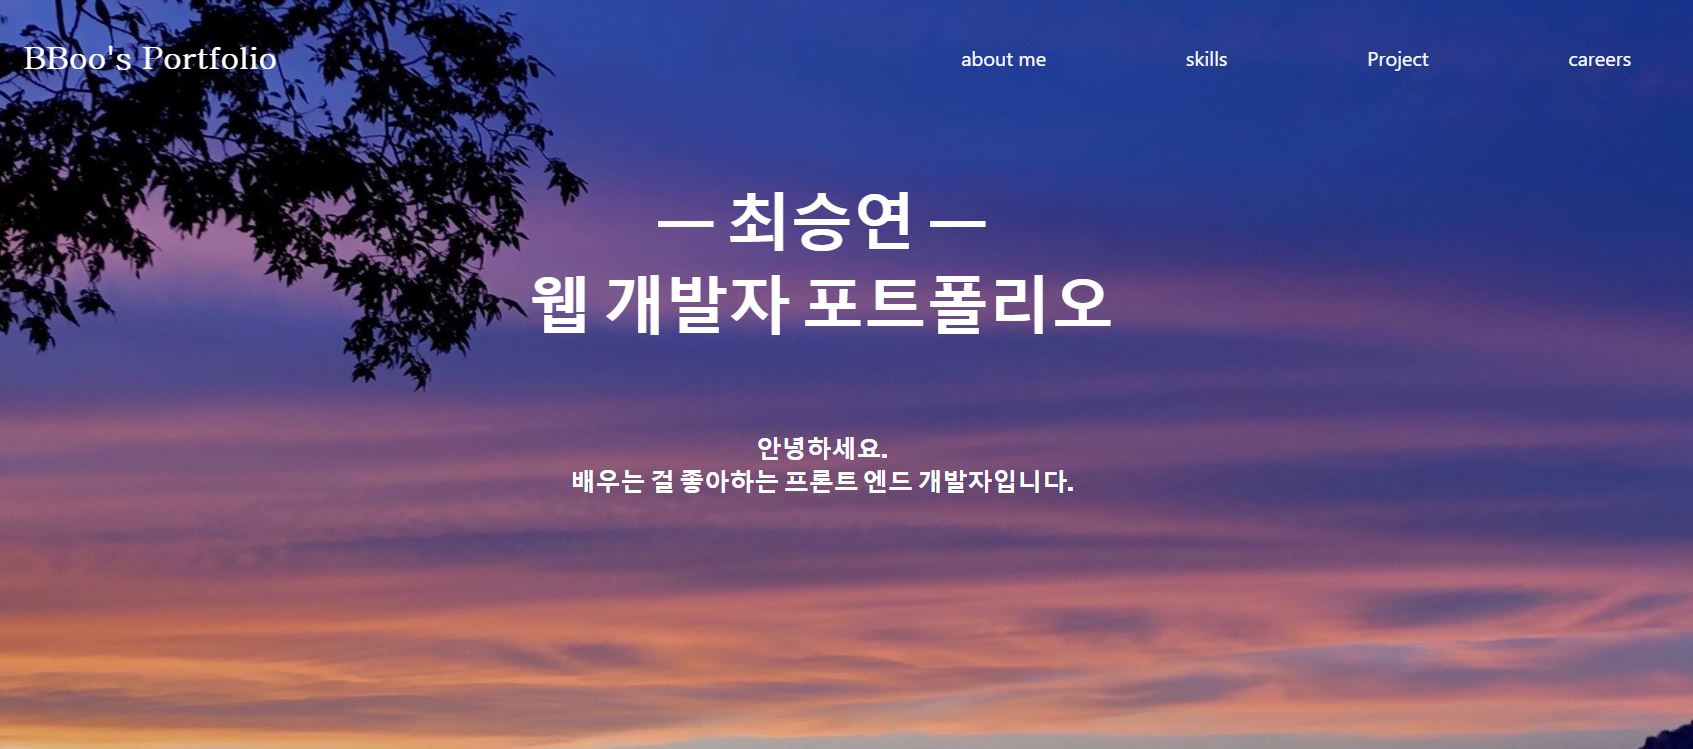 BBoo's Portfolio
about me
skills
Project
careers
— 최승연 —
웹 개발자 포트폴리오
안녕하세요.
배우는 걸 좋아하는 프론트 엔드 개발자입니다.